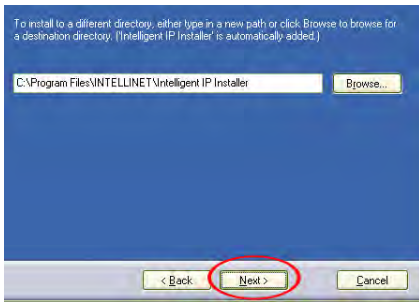 To install to a different directory, either type in a new path or click Browse to browse for
a destination directory. ('Intelligent IP Installer' is automatically added.)
C:\Program Files\INTELLINET\Intelligent IP Installer
Browse...
< Back
Next >
Cancel